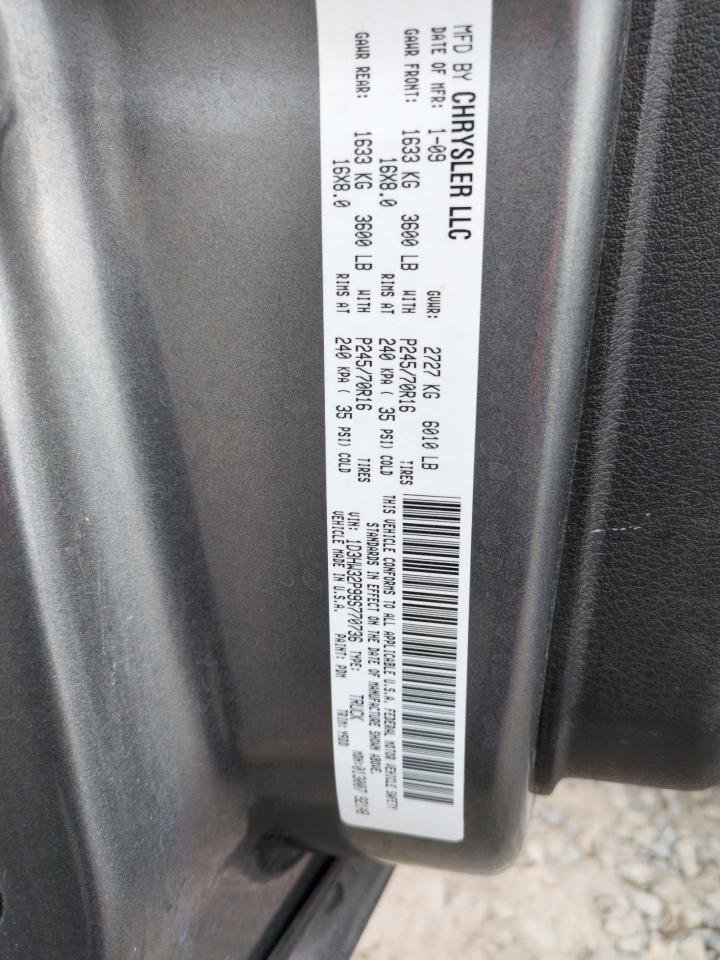 MFD BY CHRYSLER LLC
DATE OF MFR: 1-09 GVWR: 2727 KG 6010 LB
GAWR FRONT: 1633 KG 3600 LB WITH P245/70R16 TIRES
16X8.0 RIMS AT 240 KPA ( 35 PSI) COLD
GAWR REAR: 1633 KG 3600 LB WITH P245/70R16 TIRES
16X8.0 RIMS AT 240 KPA ( 35 PSI) COLD
THIS VEHICLE CONFORMS TO ALL APPLICABLE U.S.A. FEDERAL MOTOR VEHICLE SAFETY
STANDARDS IN EFFECT ON THE DATE OF MANUFACTURE SHOWN ABOVE.
VIN: 1D3HW32P99S770736 TYPE: TRUCK MDH:
VEHICLE MADE IN U.S.A. PAINT: PDM TRIM: